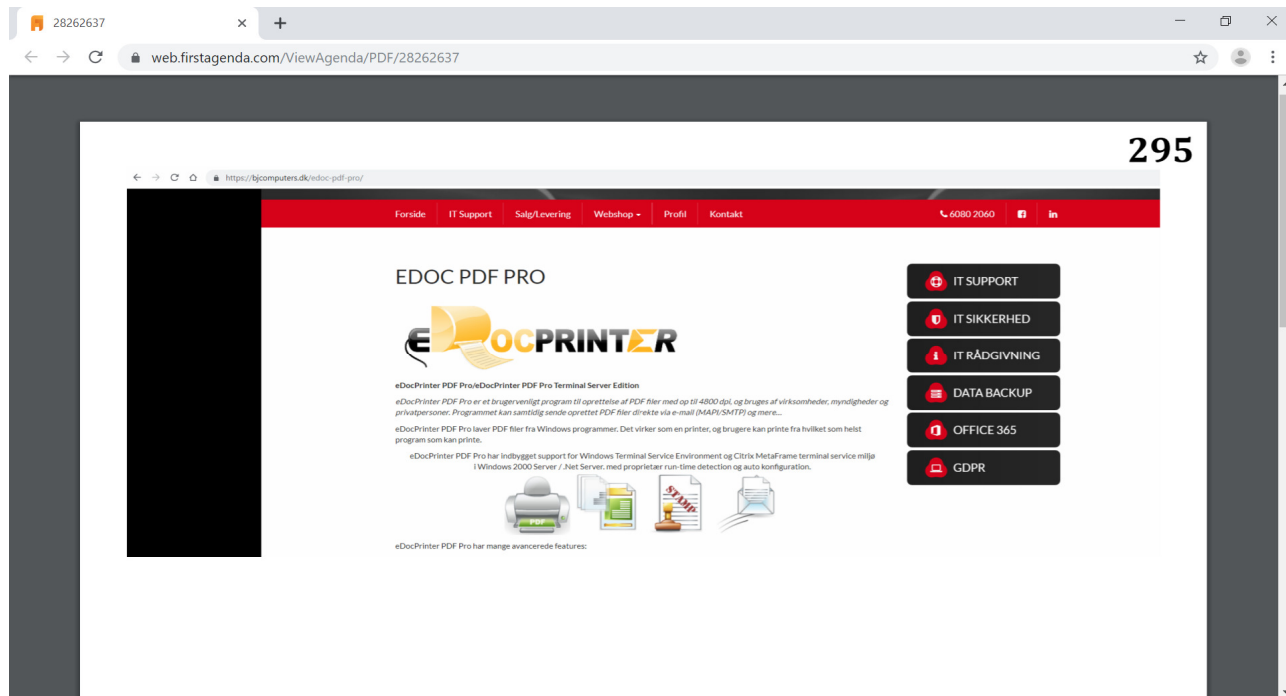 28262637
web.firstagenda.com/ViewAgenda/PDF/28262637
295
https://bjcomputers.dk/edoc-pdf-pro/
Forside IT Support Salg/Levering Webshop Profil Kontakt 6080 2060
EDOC PDF PRO
eDOCPRINTER
eDocPrinter PDF Pro/eDocPrinter PDF Pro Terminal Server Edition
eDocPrinter PDF Pro er et brugervenligt program til oprettelse af PDF filer med op til 4800 dpi, og bruges af virksomheder, myndigheder og
privatpersoner. Programmet kan samtidig sende oprettet PDF filer direkte via e-mail (MAPI/SMTP) og mere...
eDocPrinter PDF Pro laver PDF filer fra Windows programmer. Det virker som en printer, og brugere kan printe fra hvilket som helst
program som kan printe.
eDocPrinter PDF Pro har indbygget support for Windows Terminal Service Environment og Citrix MetaFrame terminal service miljø
i Windows 2000 Server / .Net Server. med proprietær run-time detection og auto konfiguration.
PDF
STAMP
eDocPrinter PDF Pro har mange avancerede features:
IT SUPPORT
IT SIKKERHED
IT RÅDGIVNING
DATA BACKUP
OFFICE 365
GDPR